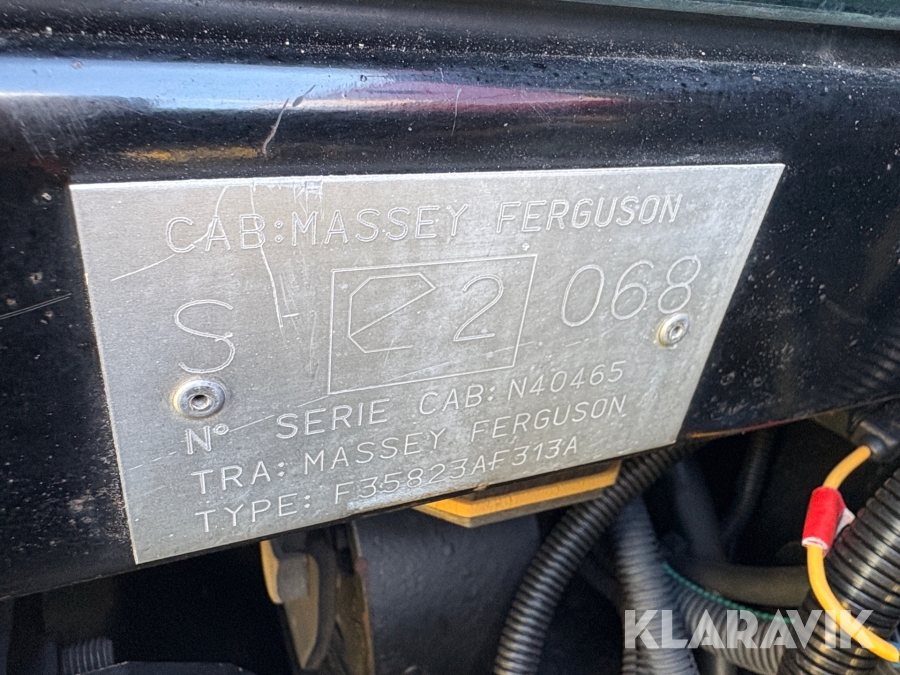 CAB:MASSEY FERGUSON
S e2 068
N° SERIE CAB: N40465
TRA: MASSEY FERGUSON
TYPE: F35823AF313A
KLARAVIK